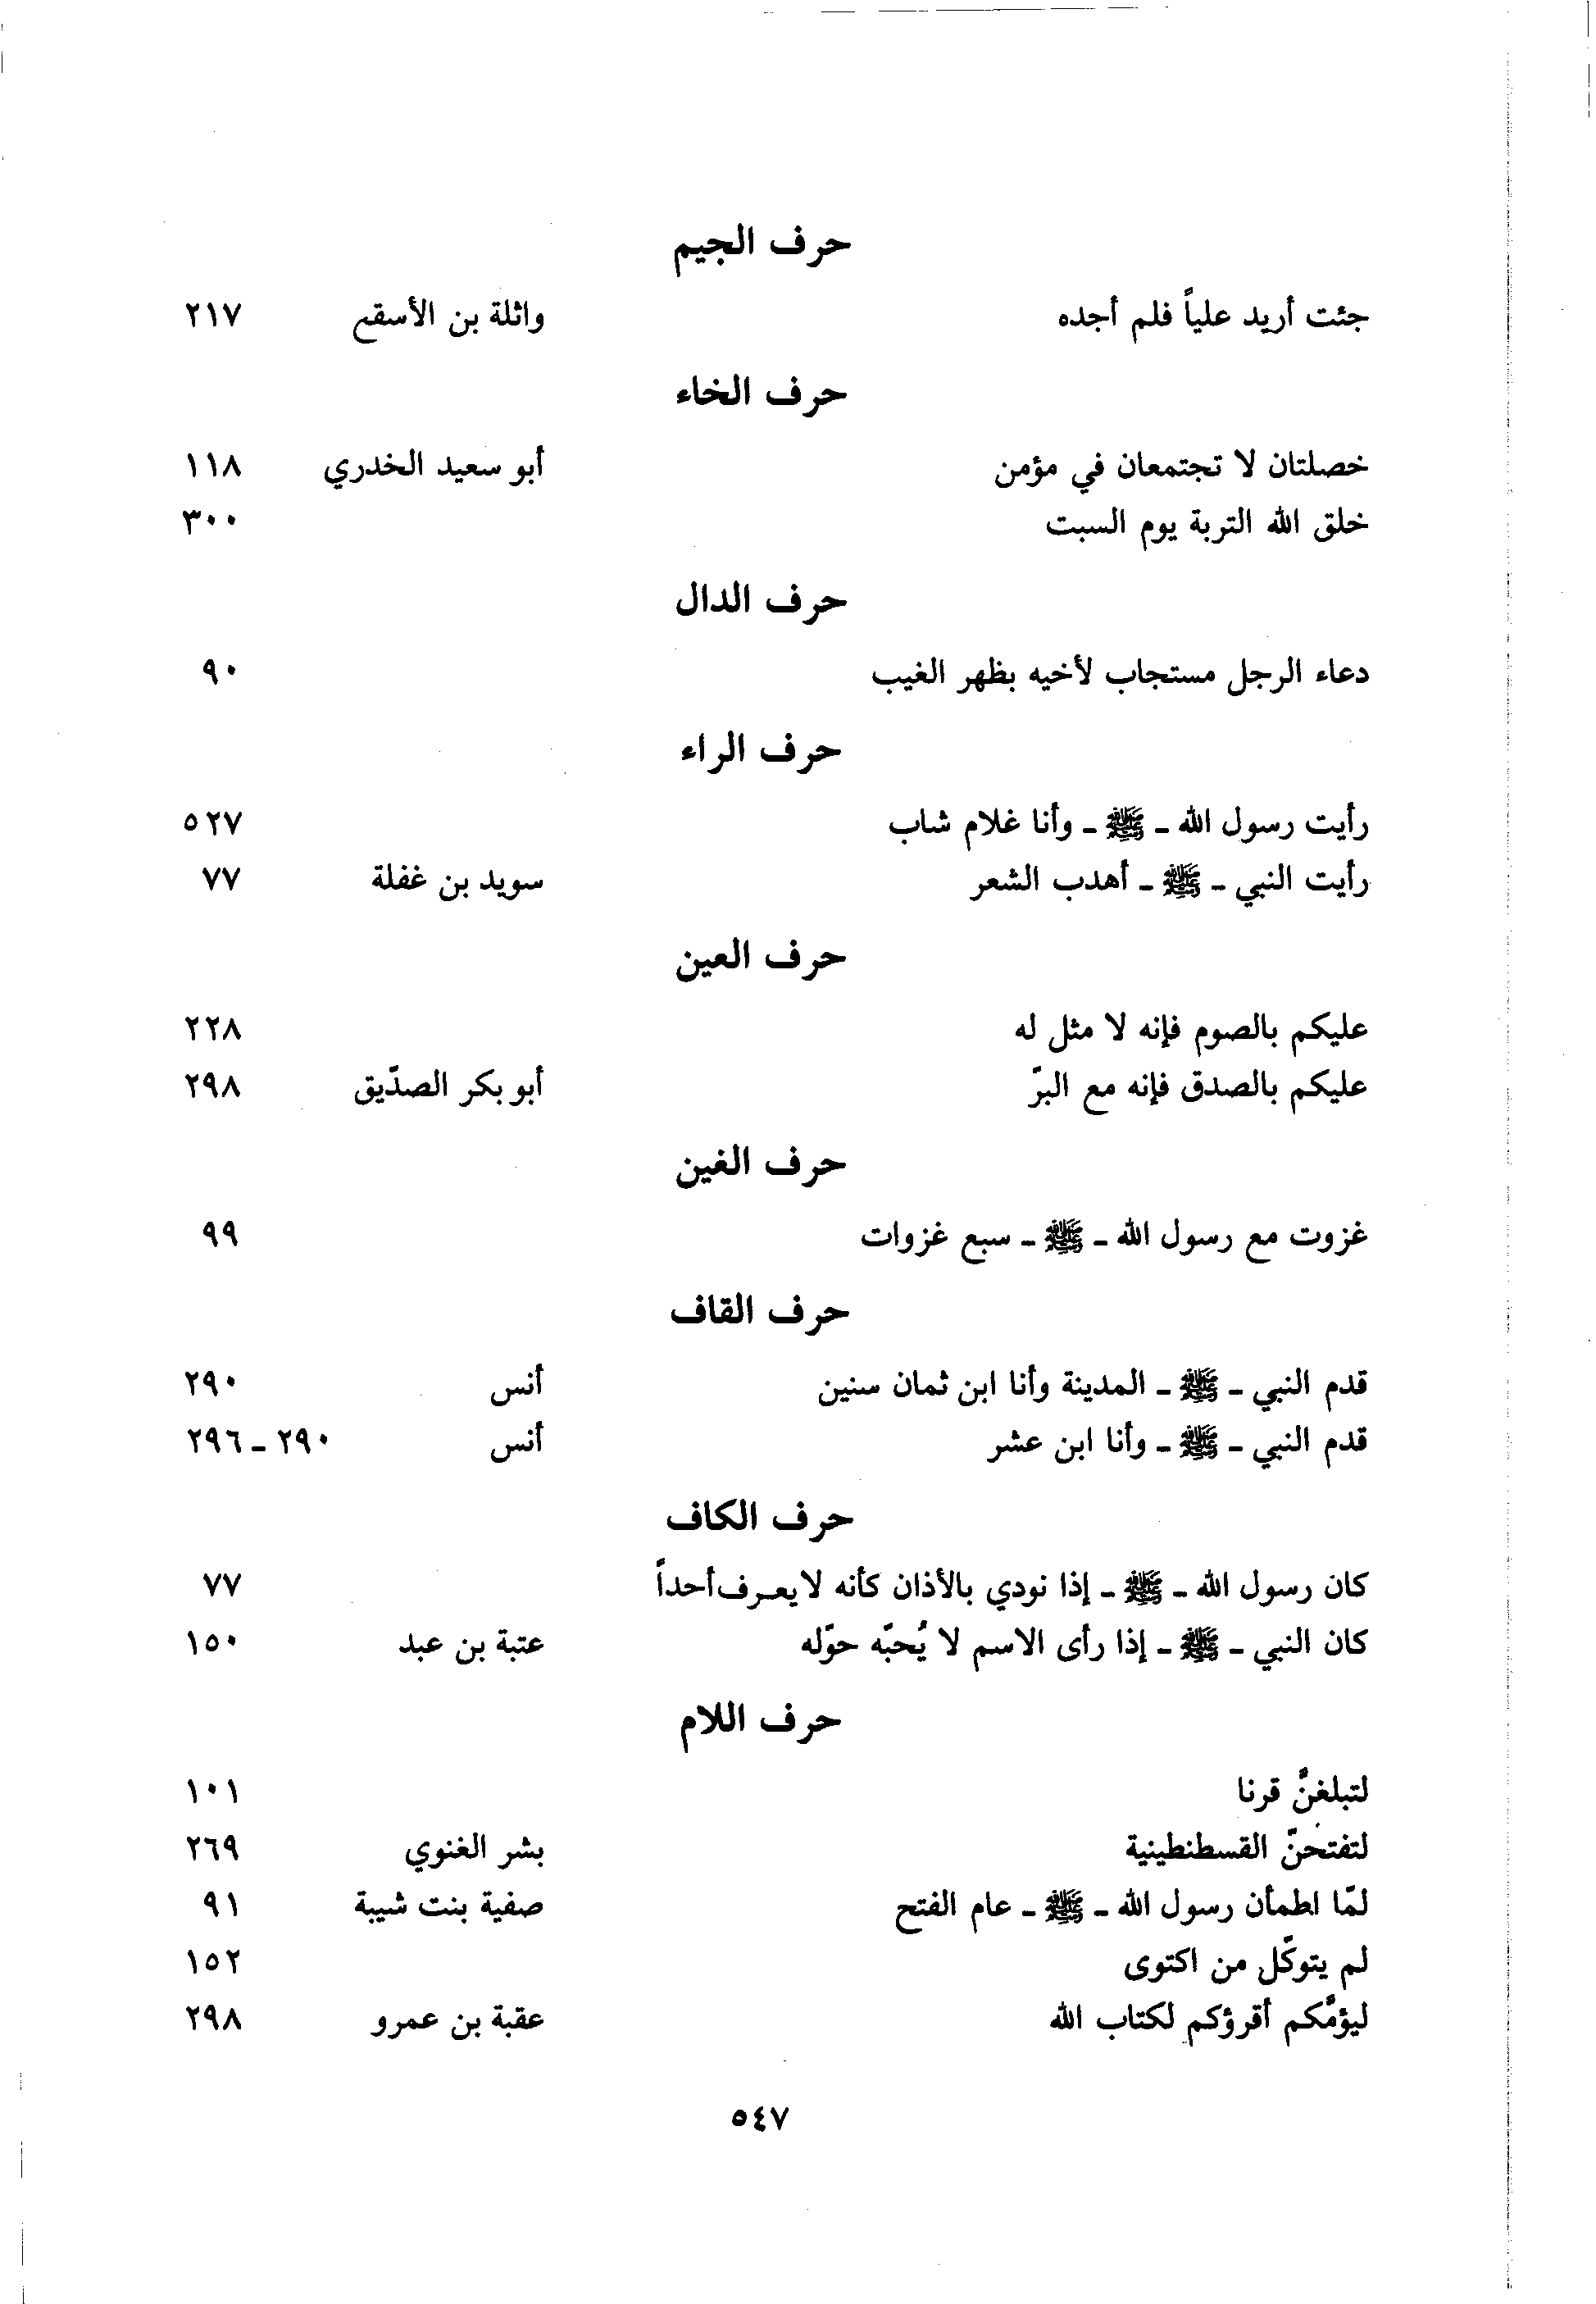 حرف الجيم
جئت أريد علياً فلم أجده واثلة بن الأسقع ٢١٧
حرف الخاء
خصلتان لا تجتمعان في مؤمن أبو سعيد الخدري ١١٨
خلق الله التربة يوم السبت ٣٠٠
حرف الدال
دعاء الرجل مستجاب لأخيه بظهر الغيب ٩٠
حرف الراء
رأيت رسول الله - ﷺ - وأنا غلام شاب ٥٢٧
رأيت النبي - ﷺ - أهدب الشعر سويد بن غفلة ٧٧
حرف العين
عليكم بالصوم فإنه لا مثل له ٢٢٨
عليكم بالصدق فإنه مع البرّ أبو بكر الصدّيق ٢٩٨
حرف الغين
غزوت مع رسول الله - ﷺ - سبع غزوات ٩٩
حرف القاف
قدم النبي - ﷺ - المدينة وأنا ابن ثمان سنين أنس ٢٩٠
قدم النبي - ﷺ - وأنا ابن عشر أنس ٢٩٠ - ٢٩٦
حرف الكاف
كان رسول الله - ﷺ - إذا نودي بالأذان كأنه لا يعرف أحداً ٧٧
كان النبي - ﷺ - إذا رأى الاسم لا يُحبّه حوّله عتبة بن عبد ١٥٠
حرف اللام
لتبلغنَّ قرنا ١٠١
لتفتحنّ القسطنطينية بشر الغنوي ٢٦٩
لمّا اطمأن رسول الله - ﷺ - عام الفتح صفية بنت شيبة ٩١
لم يتوكّل من اكتوى ١٥٢
ليؤمَّكم أقرؤكم لكتاب الله عقبة بن عمرو ٢٩٨
٥٤٧